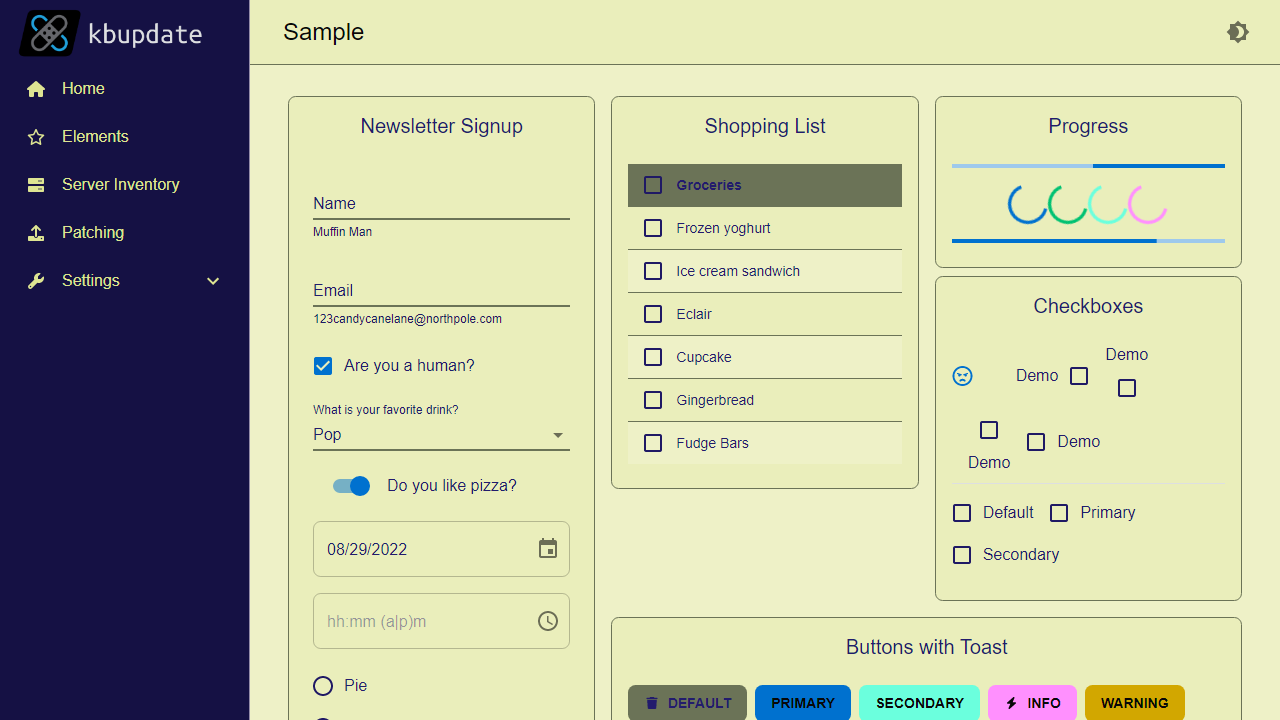 kbupdate
Home
Elements
Server Inventory
Patching
Settings
Sample
Newsletter Signup
Name
Muffin Man
Email
123candycanelane@northpole.com
Are you a human?
What is your favorite drink?
Pop
Do you like pizza?
08/29/2022
hh:mm (a|p)m
Pie
Shopping List
Groceries
Frozen yoghurt
Ice cream sandwich
Eclair
Cupcake
Gingerbread
Fudge Bars
Progress
Checkboxes
Demo
Demo
Demo
Demo
Default
Primary
Secondary
Buttons with Toast
DEFAULT
PRIMARY
SECONDARY
INFO
WARNING